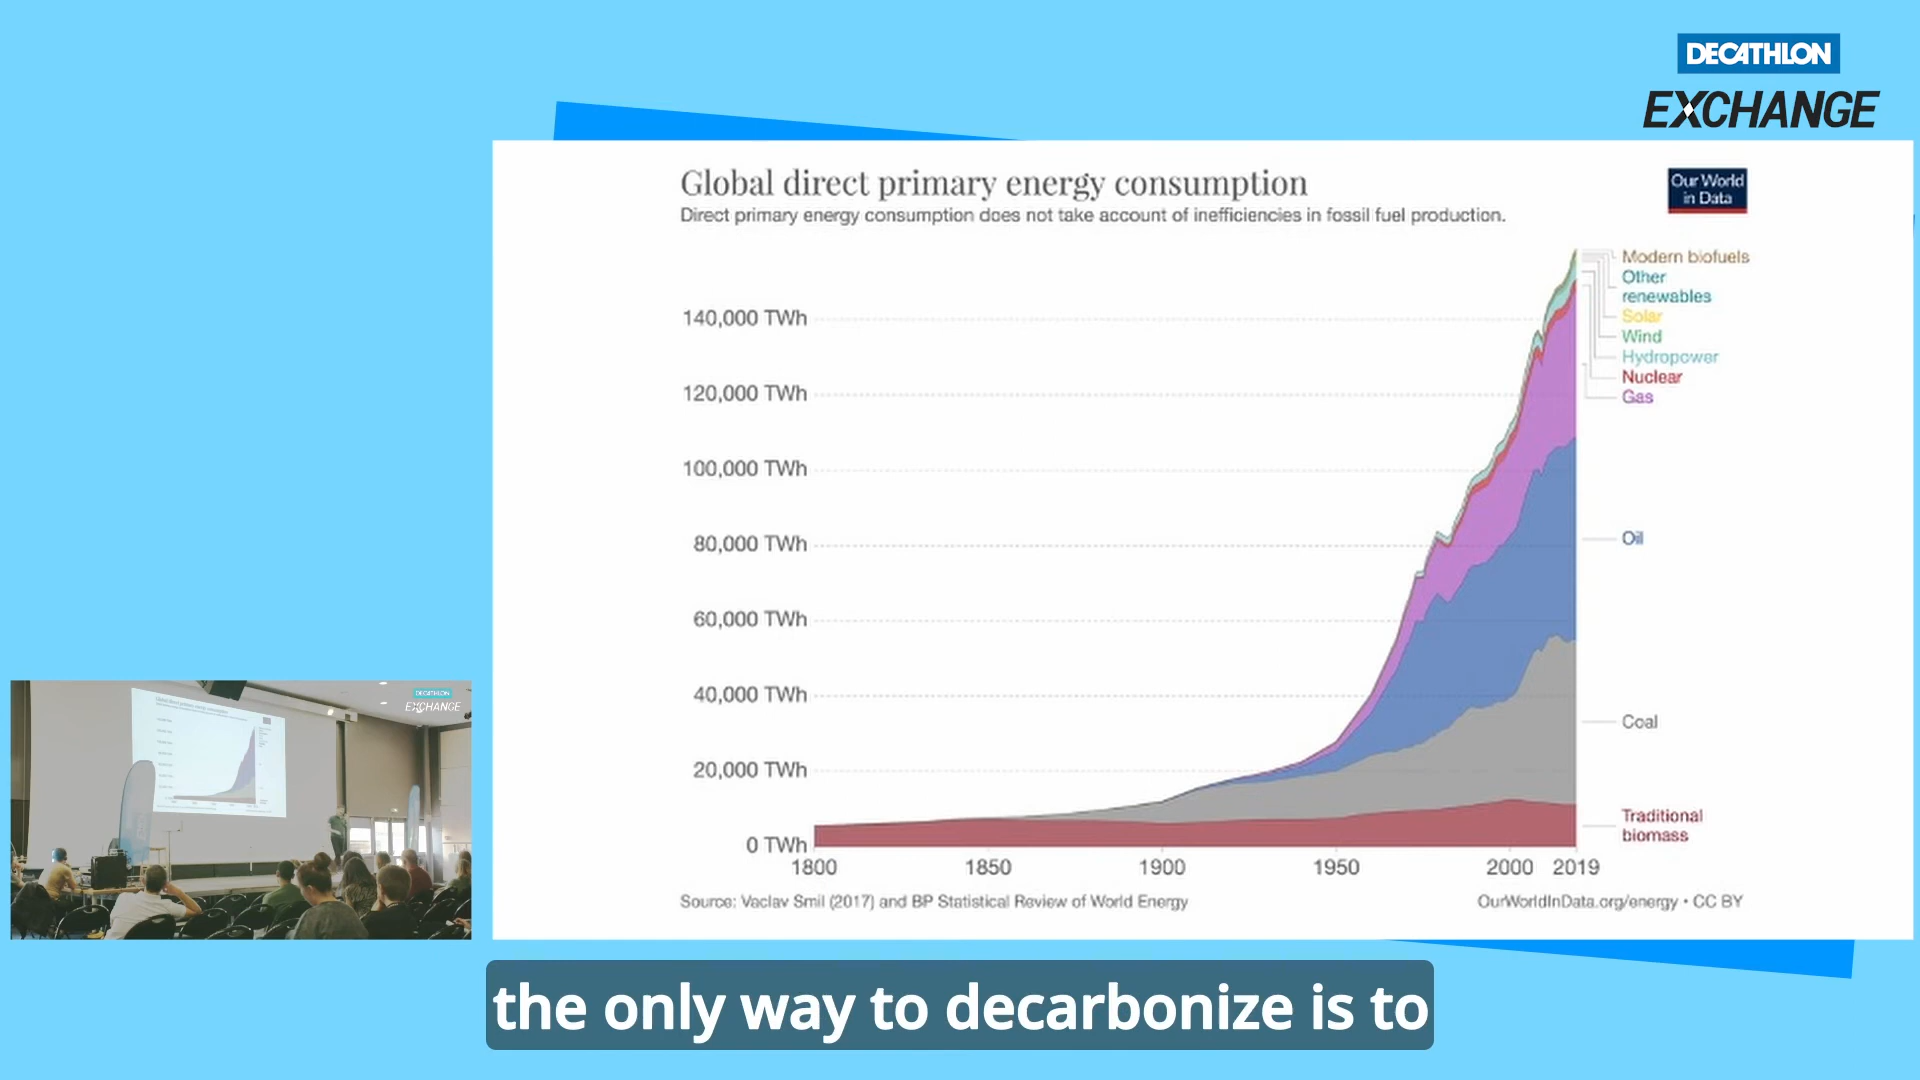 DECATHLON
EXCHANGE
Global direct primary energy consumption
Direct primary energy consumption does not take account of inefficiencies in fossil fuel production.
Our World
in Data
Modern biofuels
Other
renewables
Solar
Wind
Hydropower
Nuclear
Gas
Oil
Coal
Traditional
biomass
140,000 TWh
120,000 TWh
100,000 TWh
80,000 TWh
60,000 TWh
40,000 TWh
20,000 TWh
0 TWh
1800 1850 1900 1950 2000 2019
Source: Vaclav Smil (2017) and BP Statistical Review of World Energy
OurWorldInData.org/energy • CC BY
DECATHLON
EXCHANGE
the only way to decarbonize is to